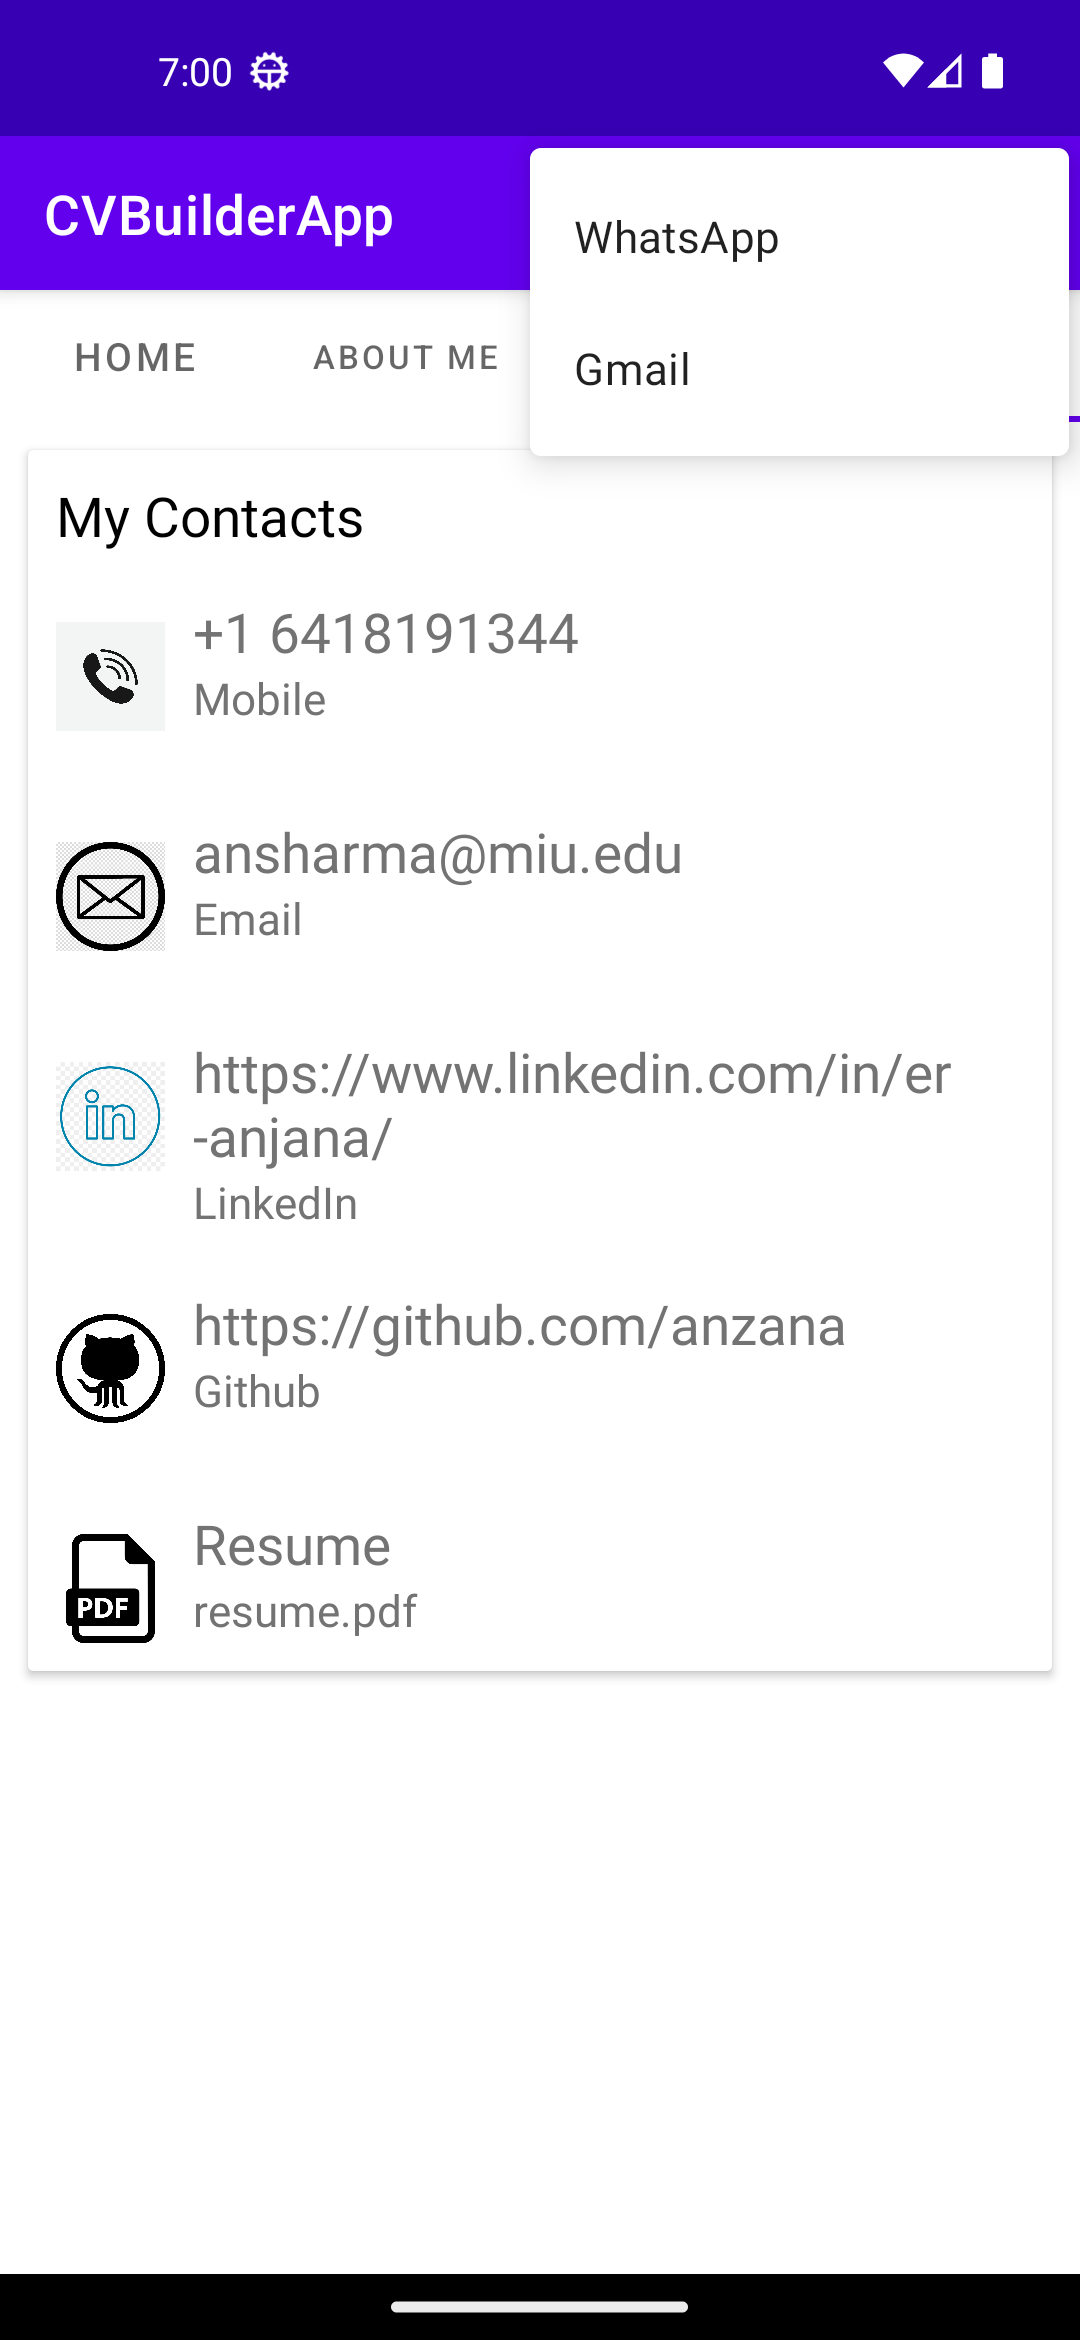 7:00
CVBuilderApp
WhatsApp
Gmail
HOME
ABOUT ME
My Contacts
+1 6418191344
Mobile
ansharma@miu.edu
Email
in
https://www.linkedin.com/in/er
-anjana/
LinkedIn
https://github.com/anzana
Github
PDF
Resume
resume.pdf